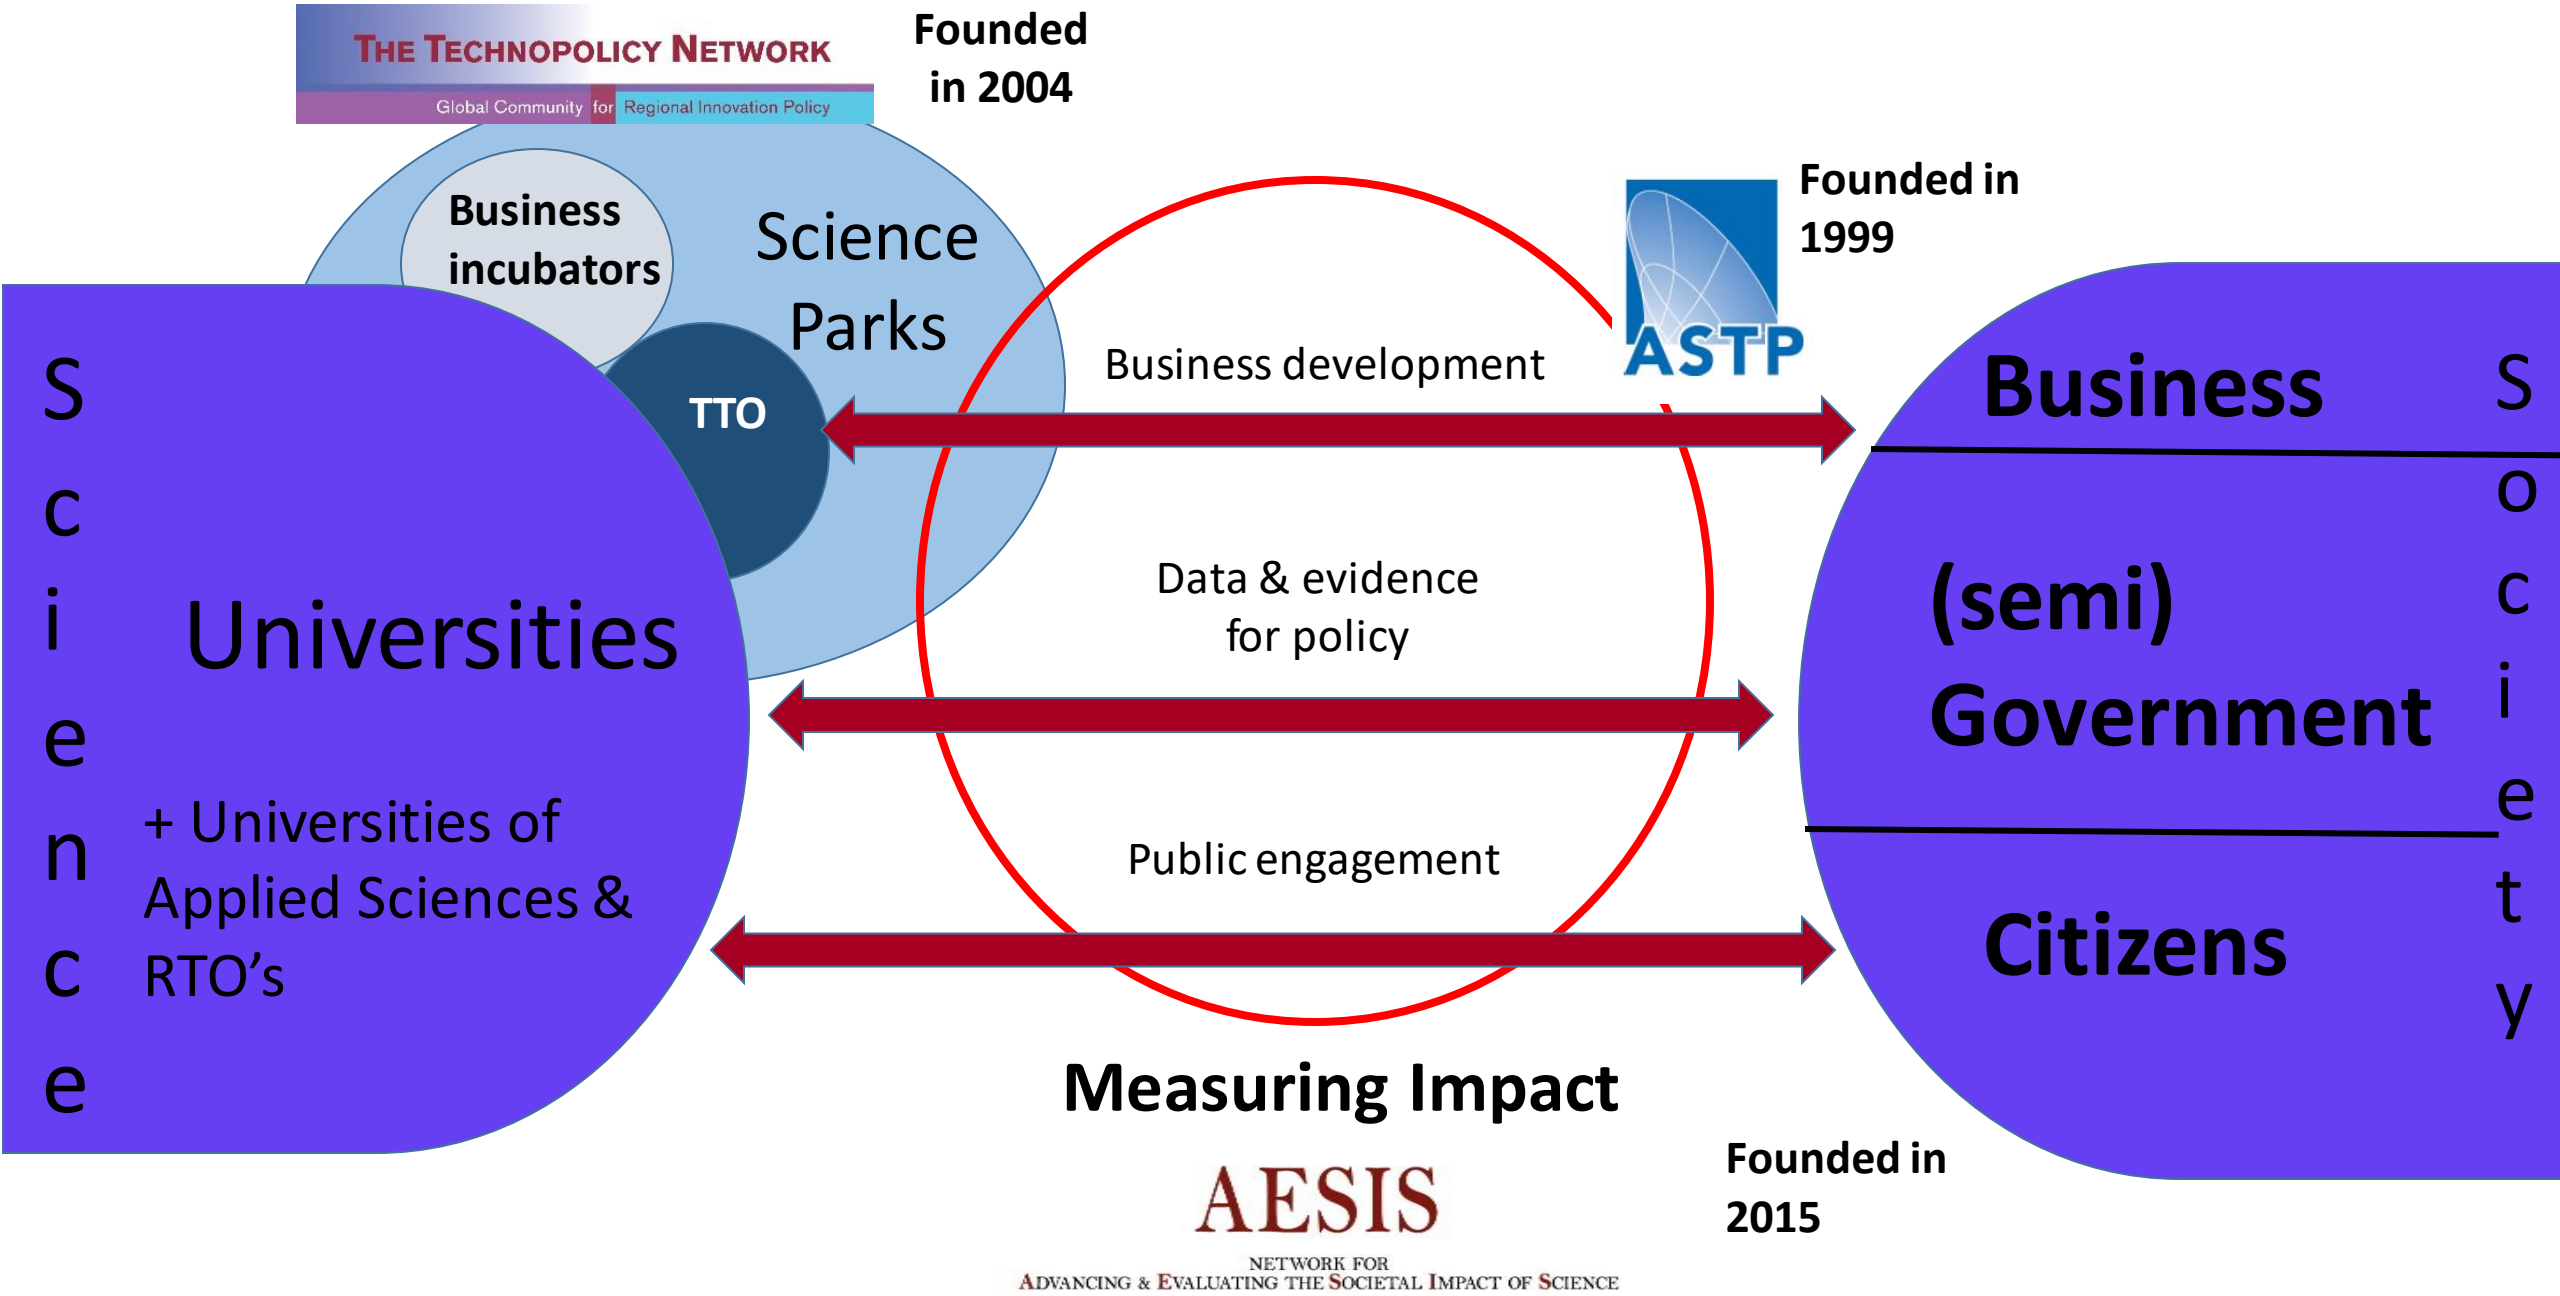 THE TECHNOPOLICY NETWORK
Global Community for Regional Innovation Policy
Founded
in 2004
Business
incubators
Science
Parks
TTO
Founded in
1999
ASTP
Science
Universities
+ Universities of
Applied Sciences &
RTO’s
Business development
Data & evidence
for policy
Public engagement
Business
(semi)
Government
Citizens
Society
Measuring Impact
AESIS
NETWORK FOR
ADVANCING & EVALUATING THE SOCIETAL IMPACT OF SCIENCE
Founded in
2015